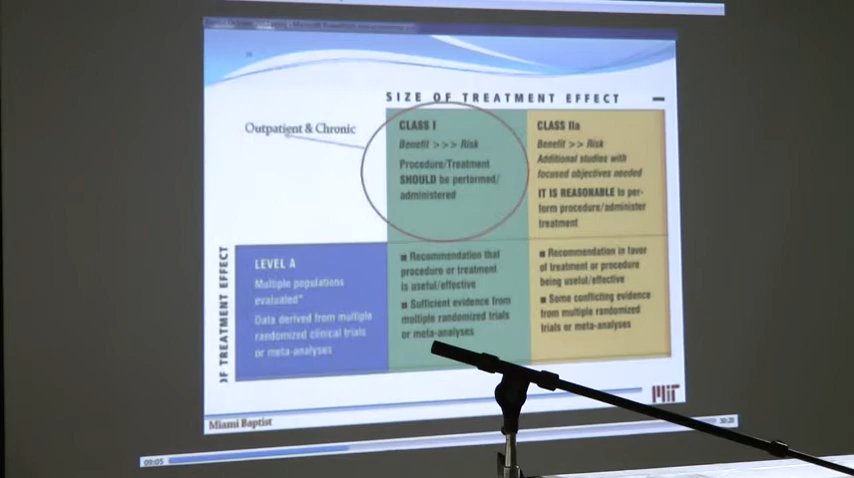 SIZE OF TREATMENT EFFECT
Outpatient & Chronic
CLASS I
Benefit >>> Risk
Procedure/Treatment
SHOULD be performed/
administered
CLASS IIa
Benefit >> Risk
Additional studies with
focused objectives needed
IT IS REASONABLE to per-
form procedure/administer
treatment
OF TREATMENT EFFECT
LEVEL A
Multiple populations
evaluated*
Data derived from multiple
randomized clinical trials
or meta-analyses
■ Recommendation that
procedure or treatment
is useful/effective
■ Sufficient evidence from
multiple randomized trials
or meta-analyses
■ Recommendation in favor
of treatment or procedure
being useful/effective
■ Some conflicting evidence
from multiple randomized
trials or meta-analyses
Miami Baptist
MIT
09:05
30:28